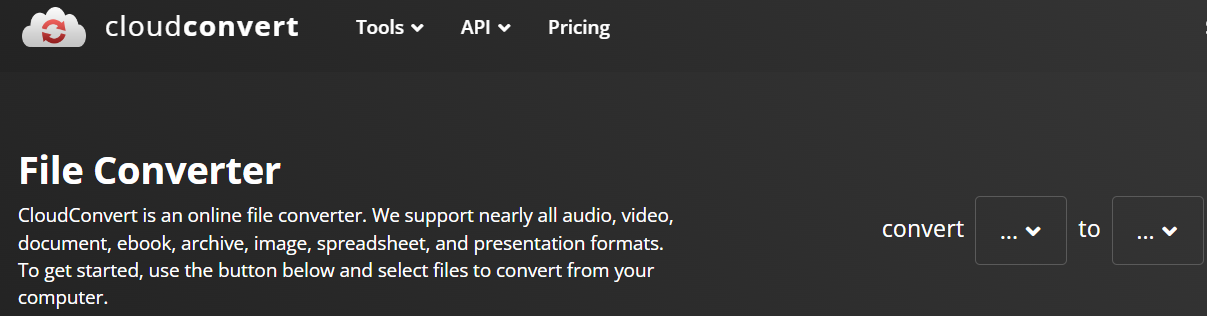 cloudconvert Tools API Pricing
File Converter
CloudConvert is an online file converter. We support nearly all audio, video,
document, ebook, archive, image, spreadsheet, and presentation formats.
To get started, use the button below and select files to convert from your
computer.
convert ... to ...